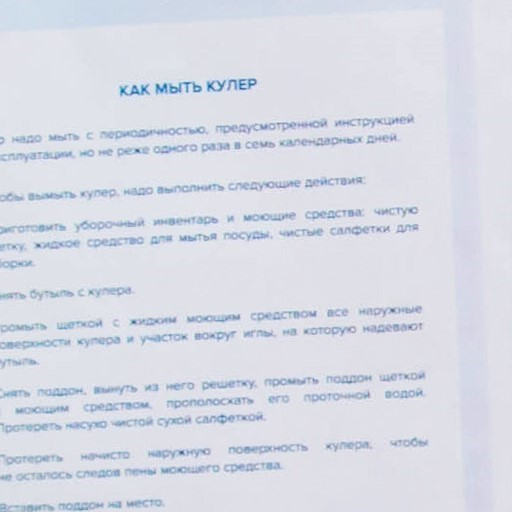 КАК МЫТЬ КУЛЕР
надо мыть с периодичностью, предусмотренной инструкцией
сплуатации, но не реже одного раза в семь календарных дней.
обы вымыть кулер, надо выполнить следующие действия:
риготовить уборочный инвентарь и моющие средства: чистую
етку, жидкое средство для мытья посуды, чистые салфетки для
борки.
нять бутыль с кулера.
ромыть щеткой с жидким моющим средством все наружные
оверхности кулера и участок вокруг иглы, на которую надевают
утыль.
Снять поддон, вынуть из него решетку, промыть поддон щеткой
моющим средством, прополоскать его проточной водой.
Протереть насухо чистой сухой салфеткой.
Протереть начисто наружную поверхность кулера, чтобы
не осталось следов пены моющего средства.
Вставить поддон на место.